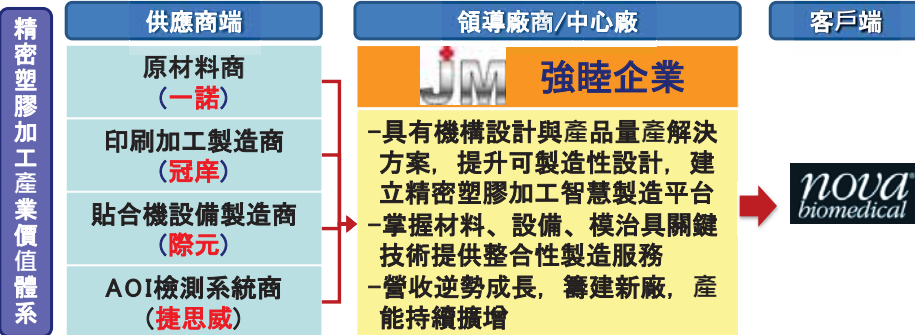 精密塑膠加工產業價值體系
供應商端
原材料商
（一諾）
印刷加工製造商
（冠庠）
貼合機設備製造商
（際元）
AOI檢測系統商
（捷思威）
領導廠商/中心廠
JM 強睦企業
–具有機構設計與產品量產解決
方案，提升可製造性設計，建
立精密塑膠加工智慧製造平台
–掌握材料、設備、模治具關鍵
技術提供整合性製造服務
–營收逆勢成長，籌建新廠，產
能持續擴增
客戶端
nova
biomedical